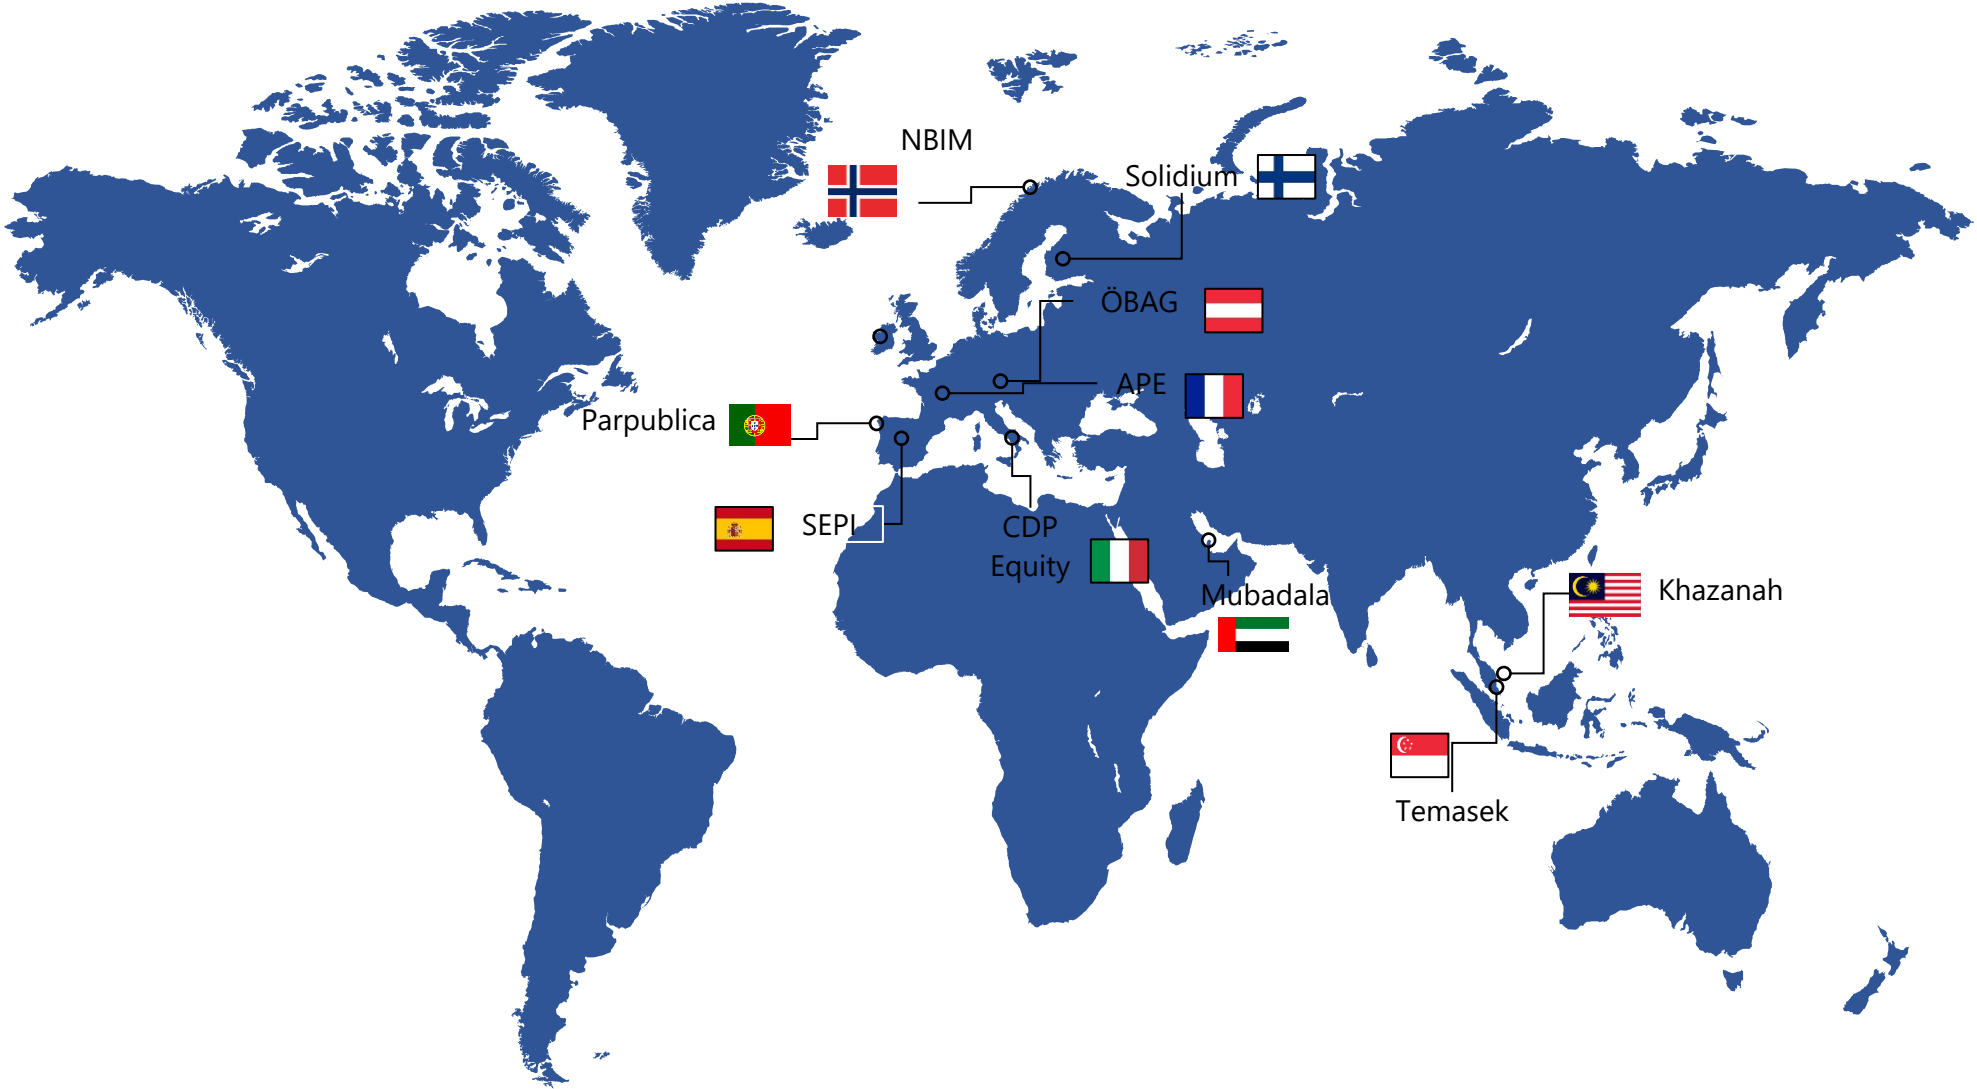 NBIM
Solidium
ÖBAG
APE
Parpublica
SEPI
CDP
Equity
Mubadala
Khazanah
Temasek